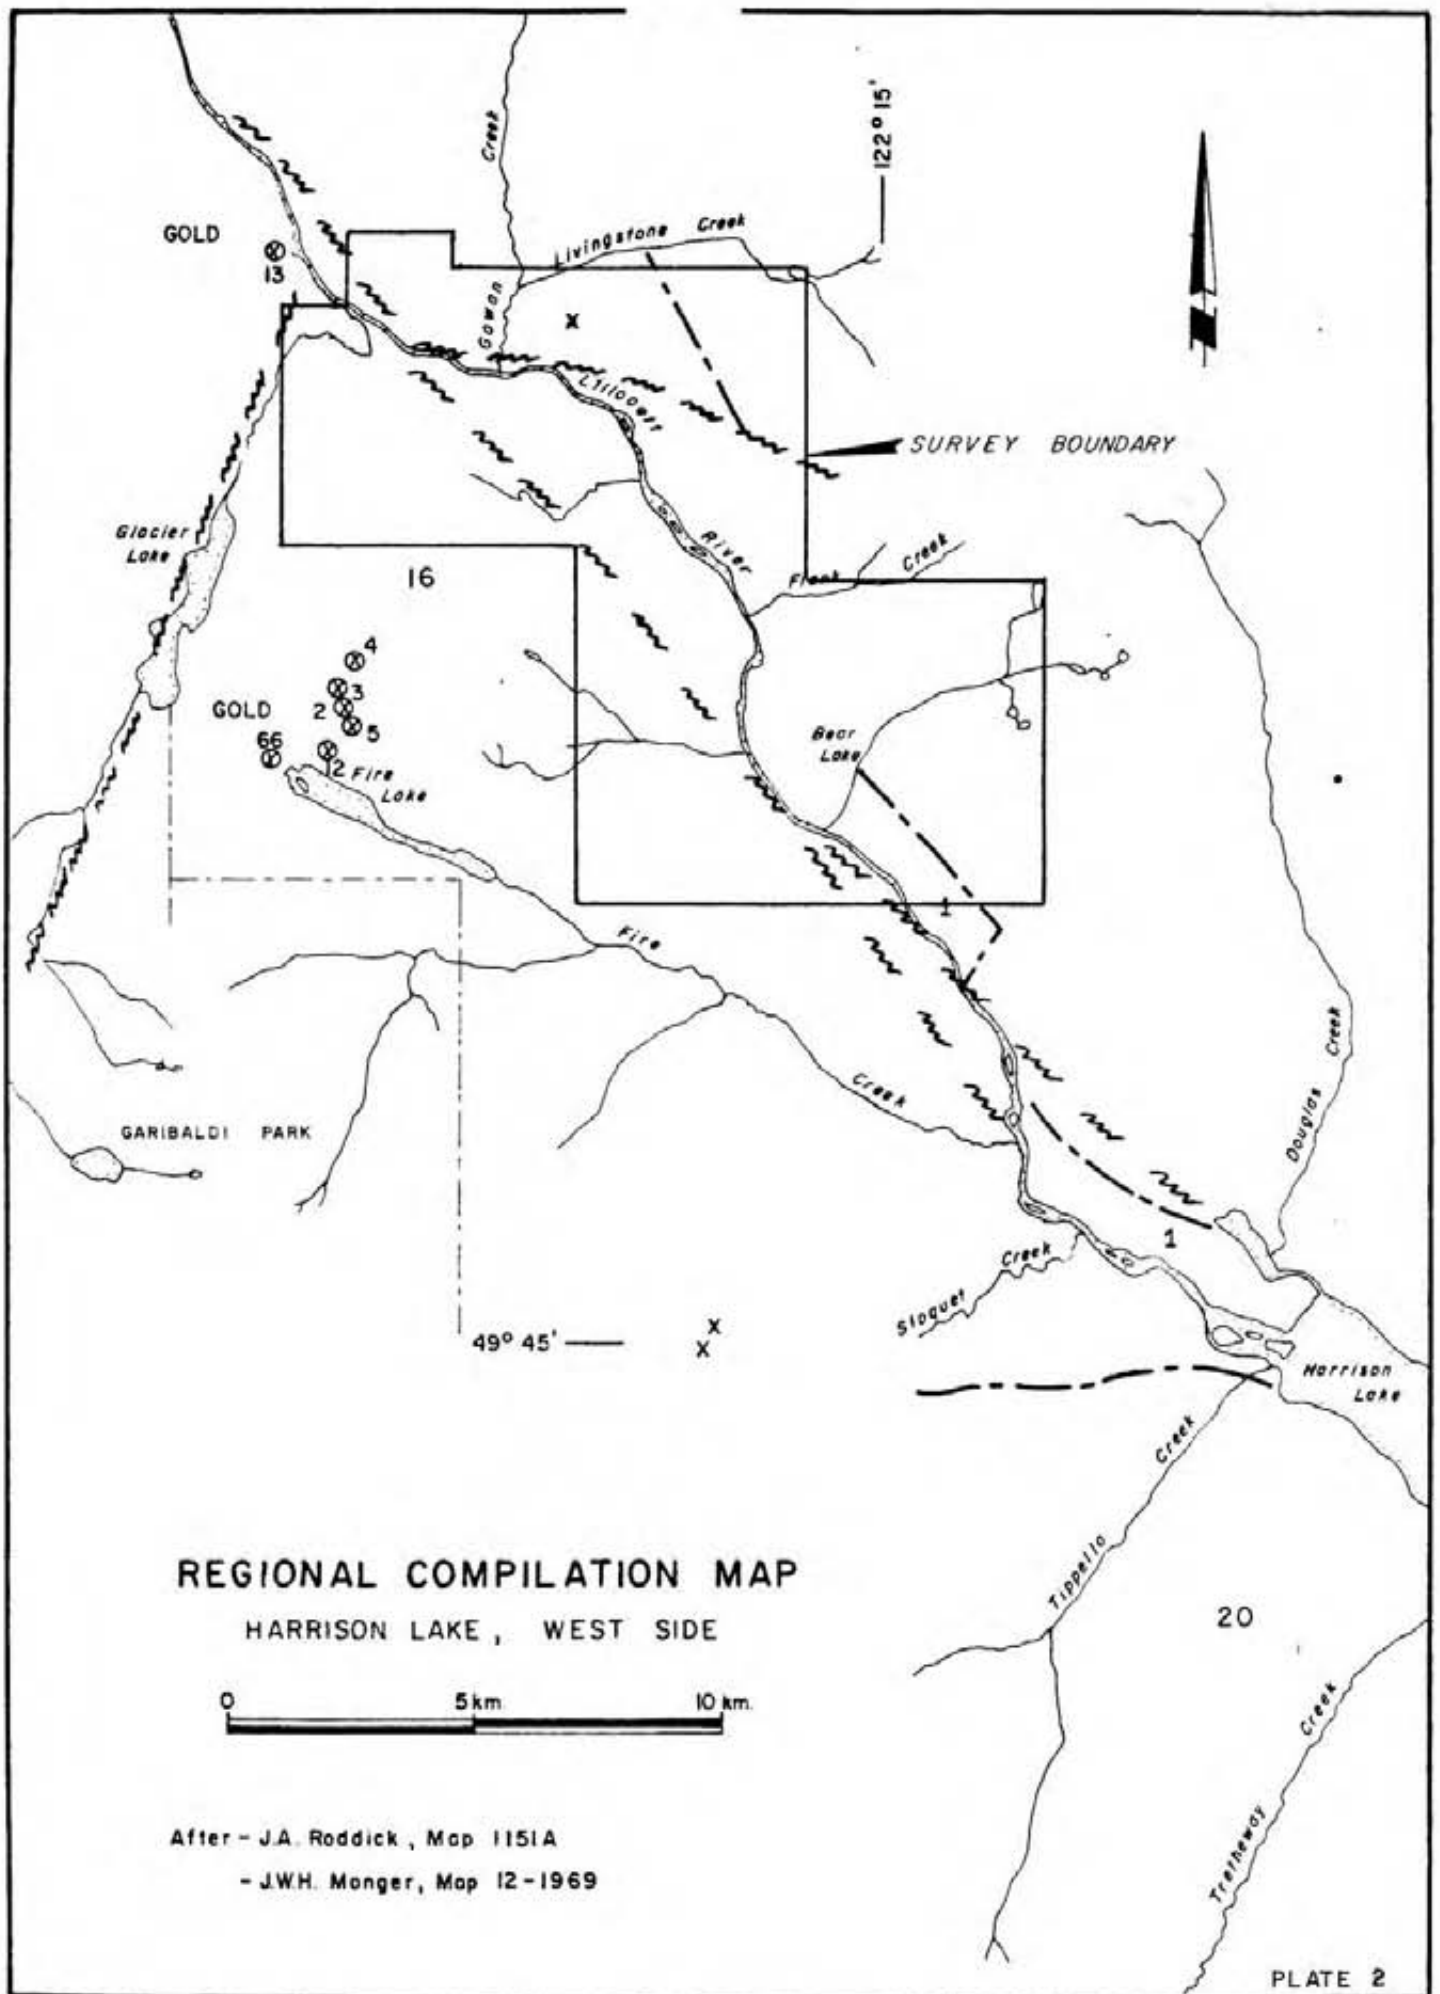 Creek
122° 15'
GOLD
13
Livingstone Creek
Gowan
X
Lillooett
SURVEY BOUNDARY
Glacier
Lake
River
Creek
16
4
3
GOLD
2
5
66
12
Fire
Lake
Bear
Lake
1
Fire
Creek
Creek
Douglas
GARIBALDI PARK
1
Creek
Sloquet
49° 45'
X
X
Harrison
Lake
Creek
Tippella
REGIONAL COMPILATION MAP
HARRISON LAKE, WEST SIDE
20
0 5 km. 10 km.
Creek
Tretheway
After - J.A. Roddick, Map 1151A
- J.W.H. Monger, Map 12-1969
PLATE 2